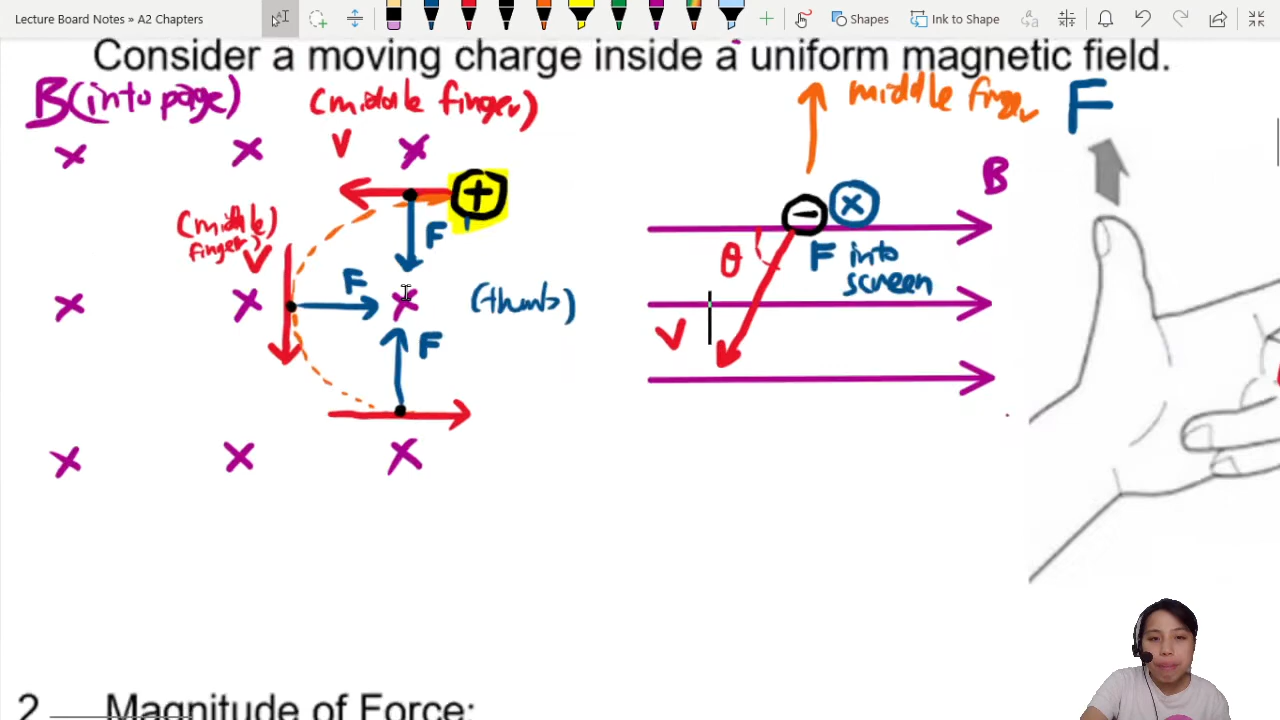 Lecture Board Notes » A2 Chapters
Shapes
Ink to Shape
Consider a moving charge inside a uniform magnetic field.
B (into page)
(middle finger)
V
+
F
(middle
finger)
V
F
(thumb)
F
middle finger
F
B
−
x
θ
F into
screen
V
2 Magnitude of Force: